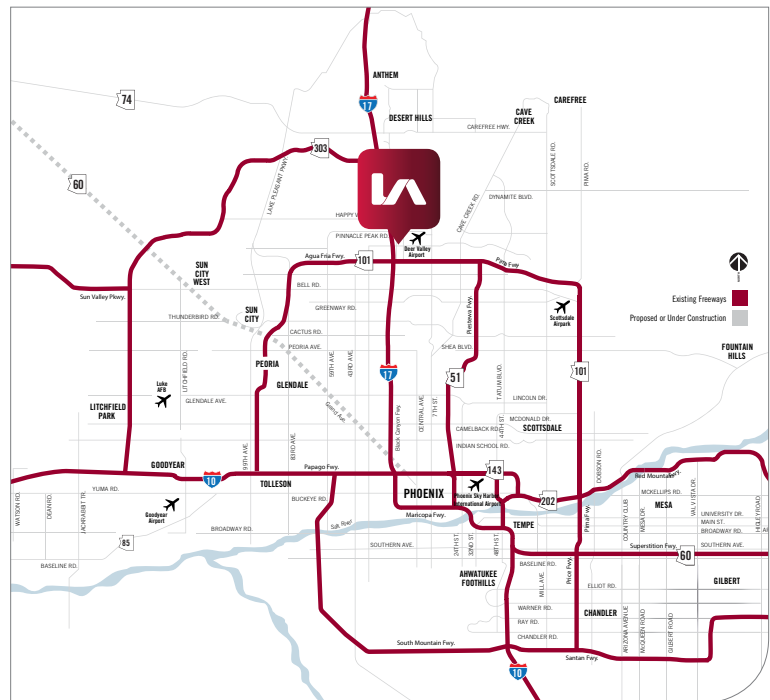 ANTHEM
74
17
DESERT HILLS
CAVE
CREEK
CAREFREE
CAREFREE HWY.
303
LAKE PLEASANT PKWY.
SCOTTSDALE RD.
PIMA RD.
60
DYNAMITE BLVD.
CAVE CREEK RD.
HAPPY
PINNACLE PEAK RD.
Deer Valley
Airport
Agua Fria Fwy.
101
Pima Fwy
SUN
CITY
WEST
BELL RD.
Sun Valley Pkwy.
Existing Freeways
Proposed or Under Construction
GREENWAY RD.
Piestewa Fwy.
Scottsdale
Airpark
THUNDERBIRD RD.
SUN
CITY
CACTUS RD.
PEORIA AVE.
SHEA BLVD.
FOUNTAIN
HILLS
LITCHFIELD RD.
PEORIA
59TH AVE.
43RD AVE.
17
51
TATUM BLVD.
101
GLENDALE
Luke
AFB
GLENDALE AVE.
LITCHFIELD
PARK
Grand Ave.
Black Canyon Fwy.
CENTRAL AVE.
7TH ST.
LINCOLN DR.
MCDONALD DR.
44TH ST.
CAMELBACK RD.
SCOTTSDALE
INDIAN SCHOOL RD.
99TH AVE.
83RD AVE.
DOBSON RD.
GOODYEAR
10
Papago Fwy.
143
Red Mountain Fwy.
YUMA RD.
TOLLESON
BUCKEYE RD.
PHOENIX
Phoenix Sky Harbor
International Airport
202
MCKELLIPS RD.
MESA
WATSON RD.
DEAN RD.
Goodyear
Airport
Maricopa Fwy.
Salt River
TEMPE
Pima Fwy.
COUNTRY CLUB
MESA DR.
VAL VISTA DR.
HIGLEY ROAD
UNIVERSITY DR.
MAIN ST.
BROADWAY RD.
BROADWAY RD.
85
SOUTHERN AVE.
24TH ST.
32ND ST.
48TH ST.
Superstition Fwy.
60
SOUTHERN AVE.
BASELINE RD.
BASELINE RD.
AHWATUKEE
FOOTHILLS
MILL AVE.
Price Fwy.
ELLIOT RD.
GILBERT
WARNER RD.
CHANDLER
RAY RD.
ARIZONA AVENUE
McQUEEN ROAD
GILBERT ROAD
CHANDLER RD.
South Mountain Fwy.
Santan Fwy.
10